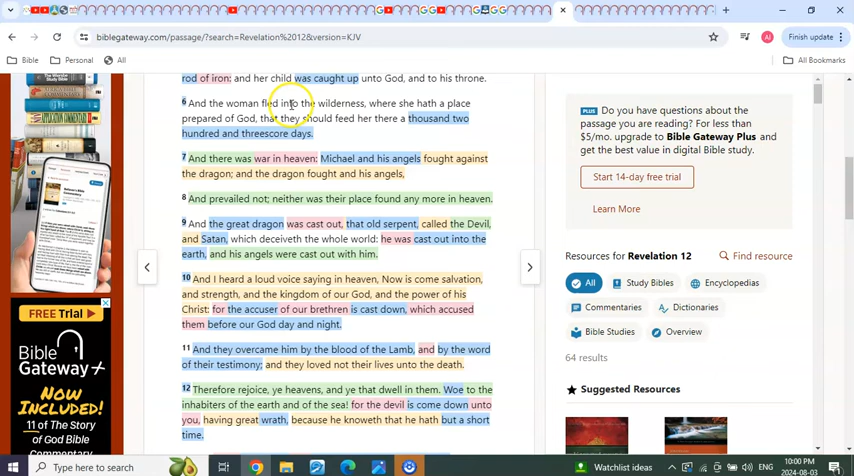 biblegateway.com/passage/?search=Revelation%2012&version=KJV
AI
Finish update
Bible
Personal
All
All Bookmarks
rod of iron: and her child was caught up unto God, and to his throne.
6 And the woman fled into the wilderness, where she hath a place
prepared of God, that they should feed her there a thousand two
hundred and threescore days.
7 And there was war in heaven: Michael and his angels fought against
the dragon; and the dragon fought and his angels,
8 And prevailed not; neither was their place found any more in heaven.
9 And the great dragon was cast out, that old serpent, called the Devil,
and Satan, which deceiveth the whole world: he was cast out into the
earth, and his angels were cast out with him.
10 And I heard a loud voice saying in heaven, Now is come salvation,
and strength, and the kingdom of our God, and the power of his
Christ: for the accuser of our brethren is cast down, which accused
them before our God day and night.
11 And they overcame him by the blood of the Lamb, and by the word
of their testimony; and they loved not their lives unto the death.
12 Therefore rejoice, ye heavens, and ye that dwell in them. Woe to the
inhabiters of the earth and of the sea! for the devil is come down unto
you, having great wrath, because he knoweth that he hath but a short
time.
PLUS Do you have questions about the
passage you are reading? For less than
$5/mo. upgrade to Bible Gateway Plus and
get the best value in digital Bible study.
Start 14-day free trial
Learn More
Resources for Revelation 12
Find resource
All
Study Bibles
Encyclopedias
Commentaries
Dictionaries
Bible Studies
Overview
64 results
Suggested Resources
FREE Trial
BIBLE
GATEWAY+
NOW
INCLUDED!
11 of The Story
of God Bible
Commentary
Type here to search
Watchlist ideas
ENG
10:00 PM
2024